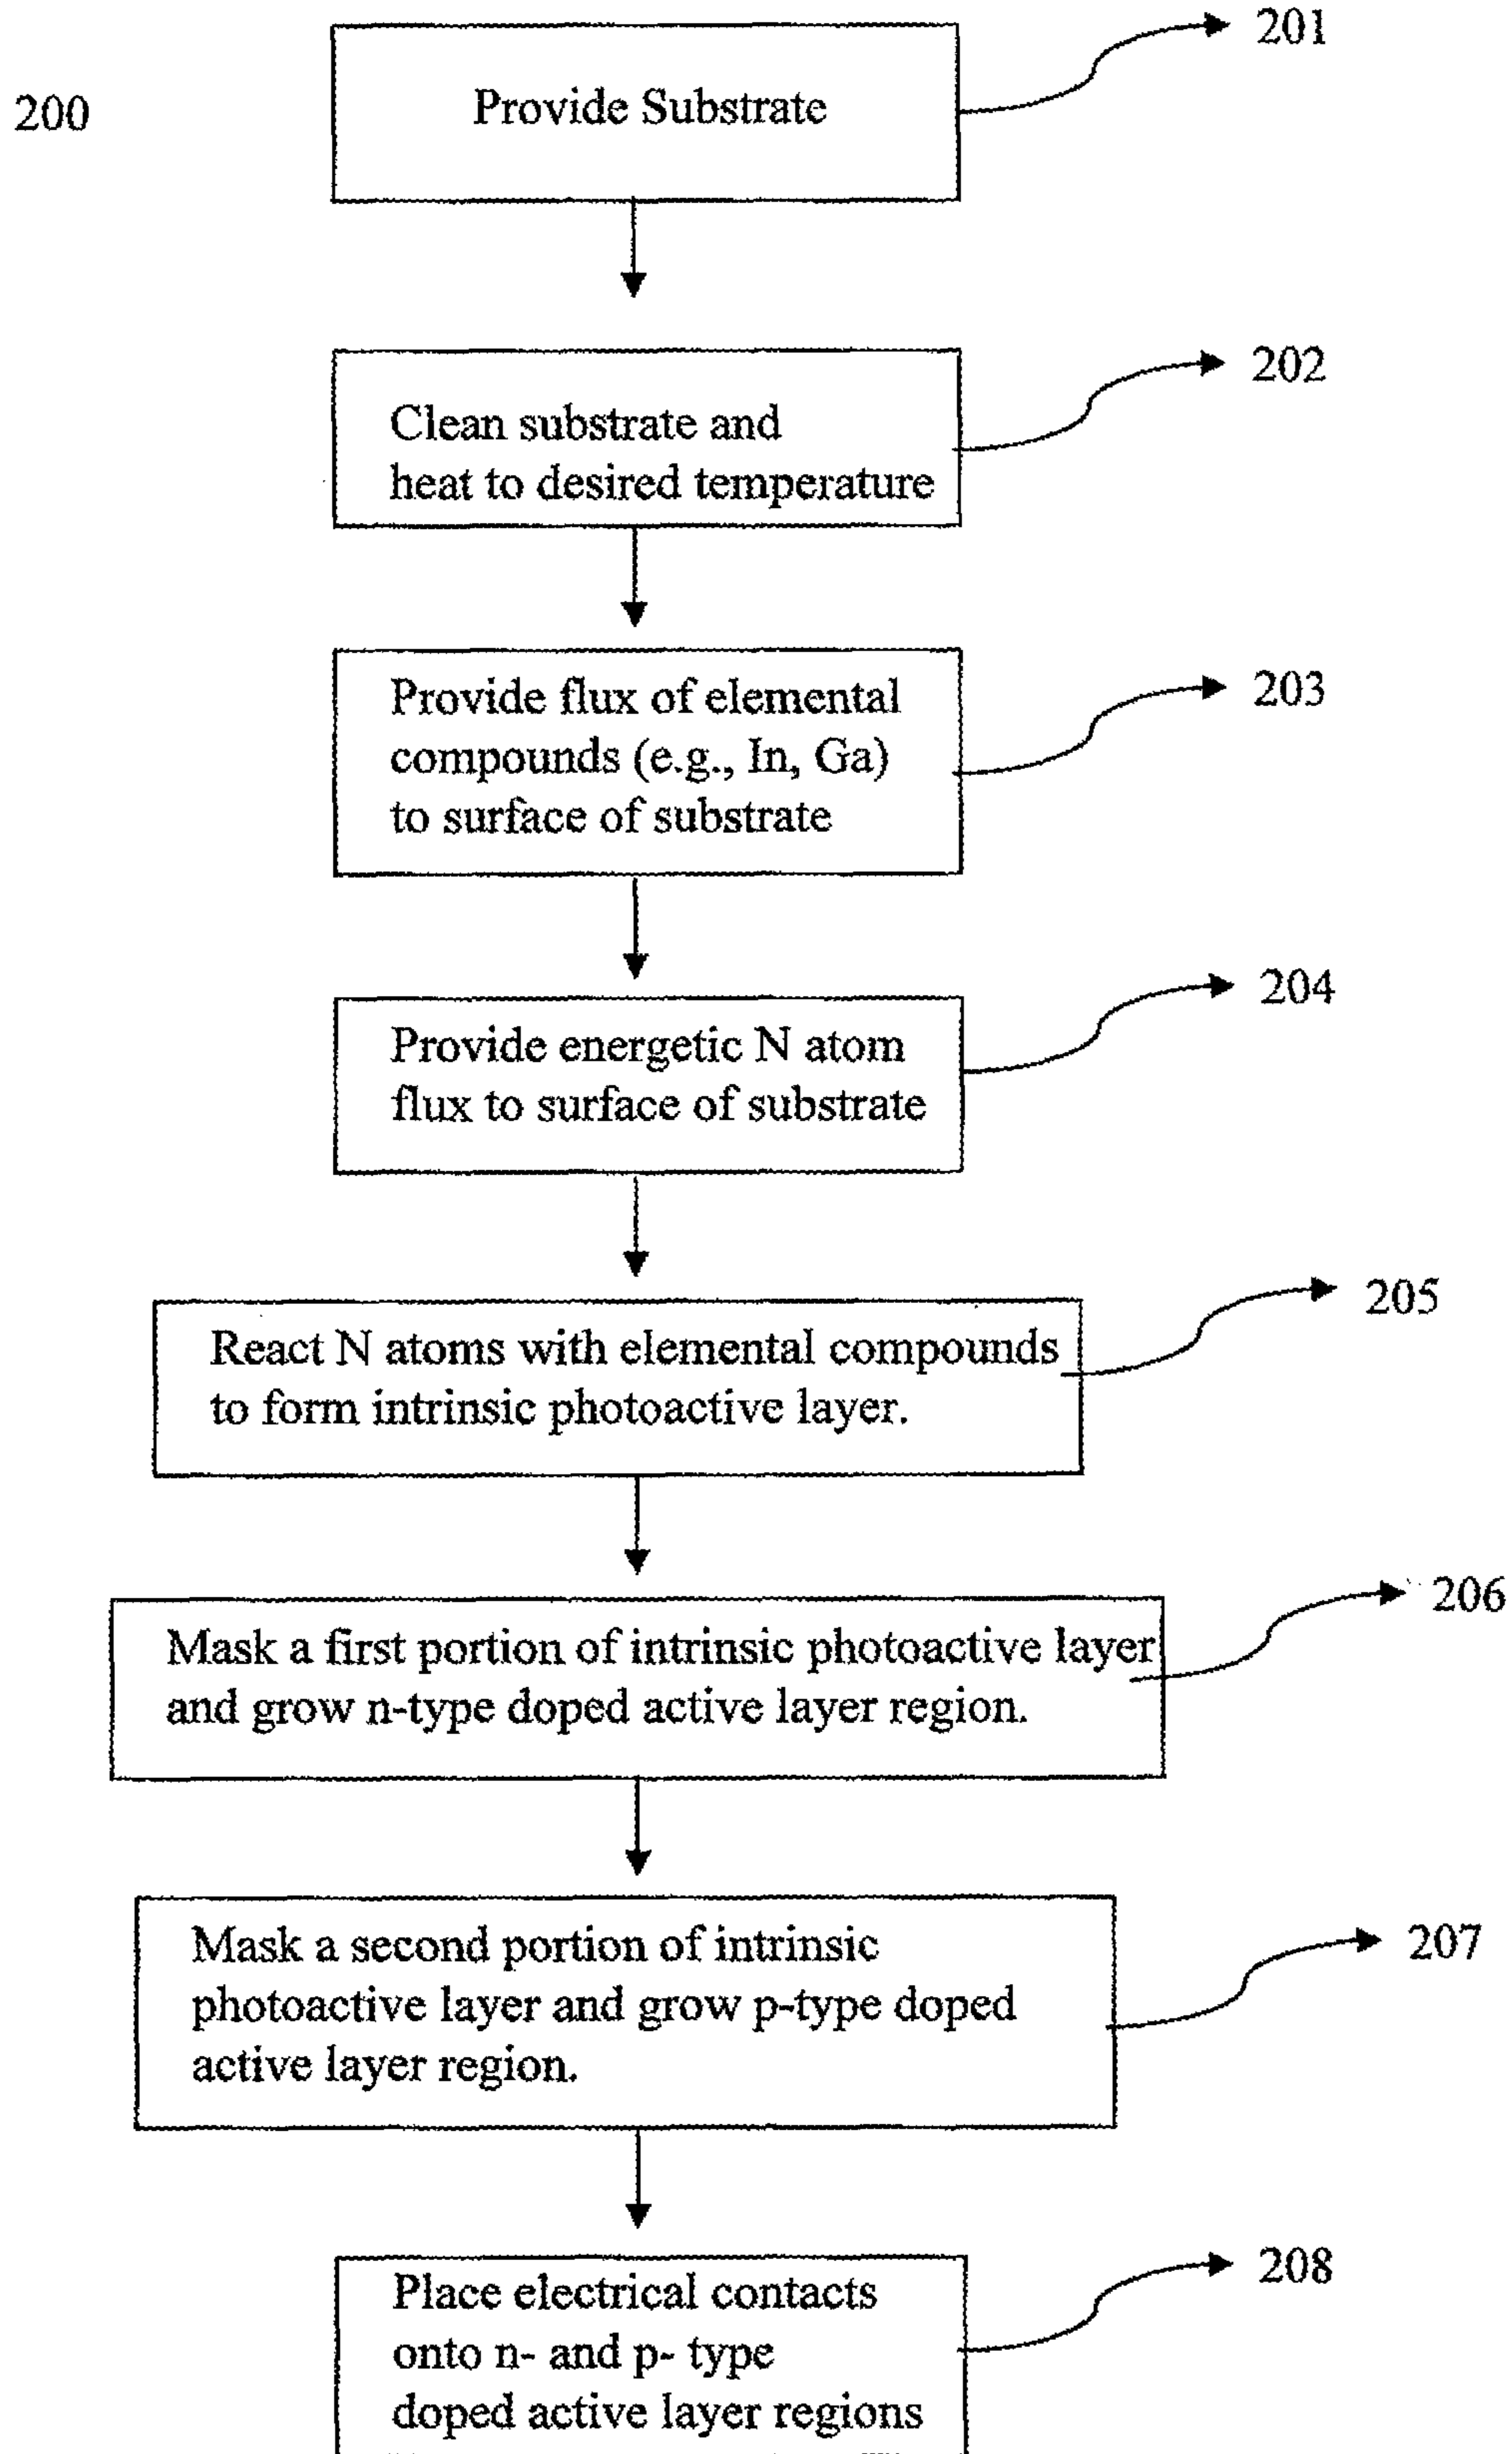 201
200
Provide Substrate
202
Clean substrate and
heat to desired temperature
203
Provide flux of elemental
compounds (e.g., In, Ga)
to surface of substrate
204
Provide energetic N atom
flux to surface of substrate
205
React N atoms with elemental compounds
to form intrinsic photoactive layer.
206
Mask a first portion of intrinsic photoactive layer
and grow n-type doped active layer region.
207
Mask a second portion of intrinsic
photoactive layer and grow p-type doped
active layer region.
208
Place electrical contacts
onto n- and p- type
doped active layer regions